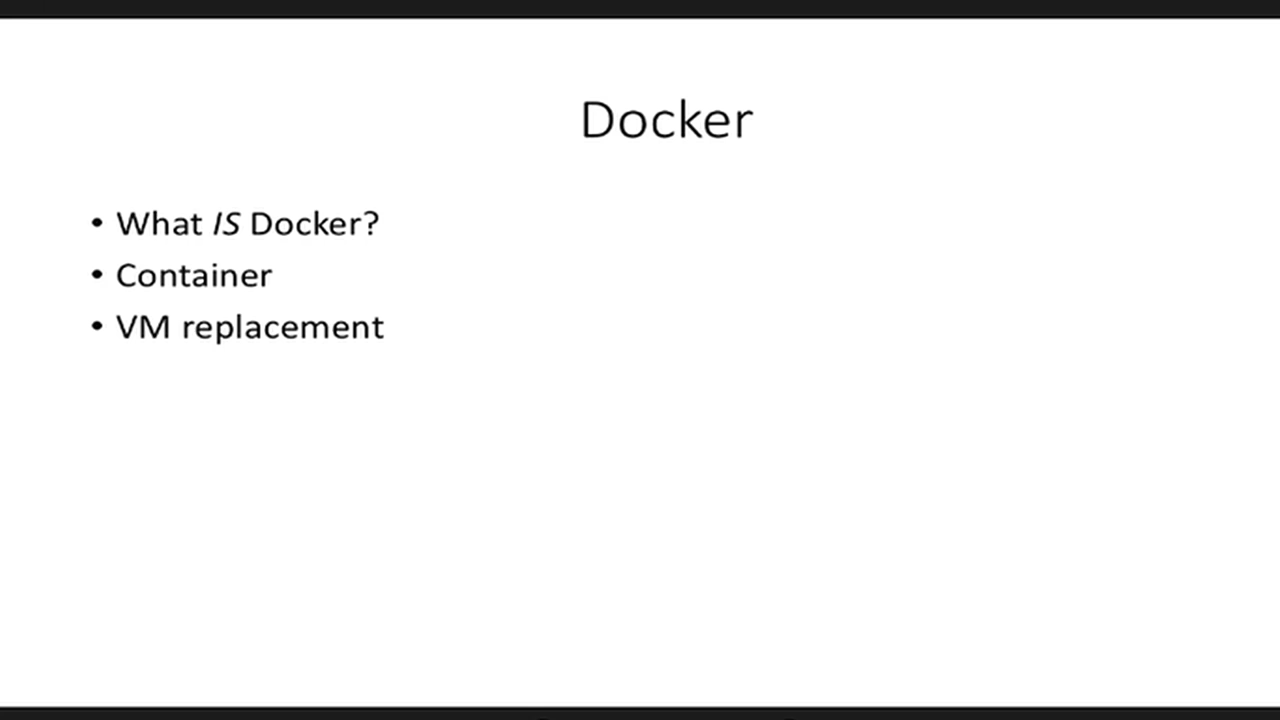 Docker
• What IS Docker?
• Container
• VM replacement